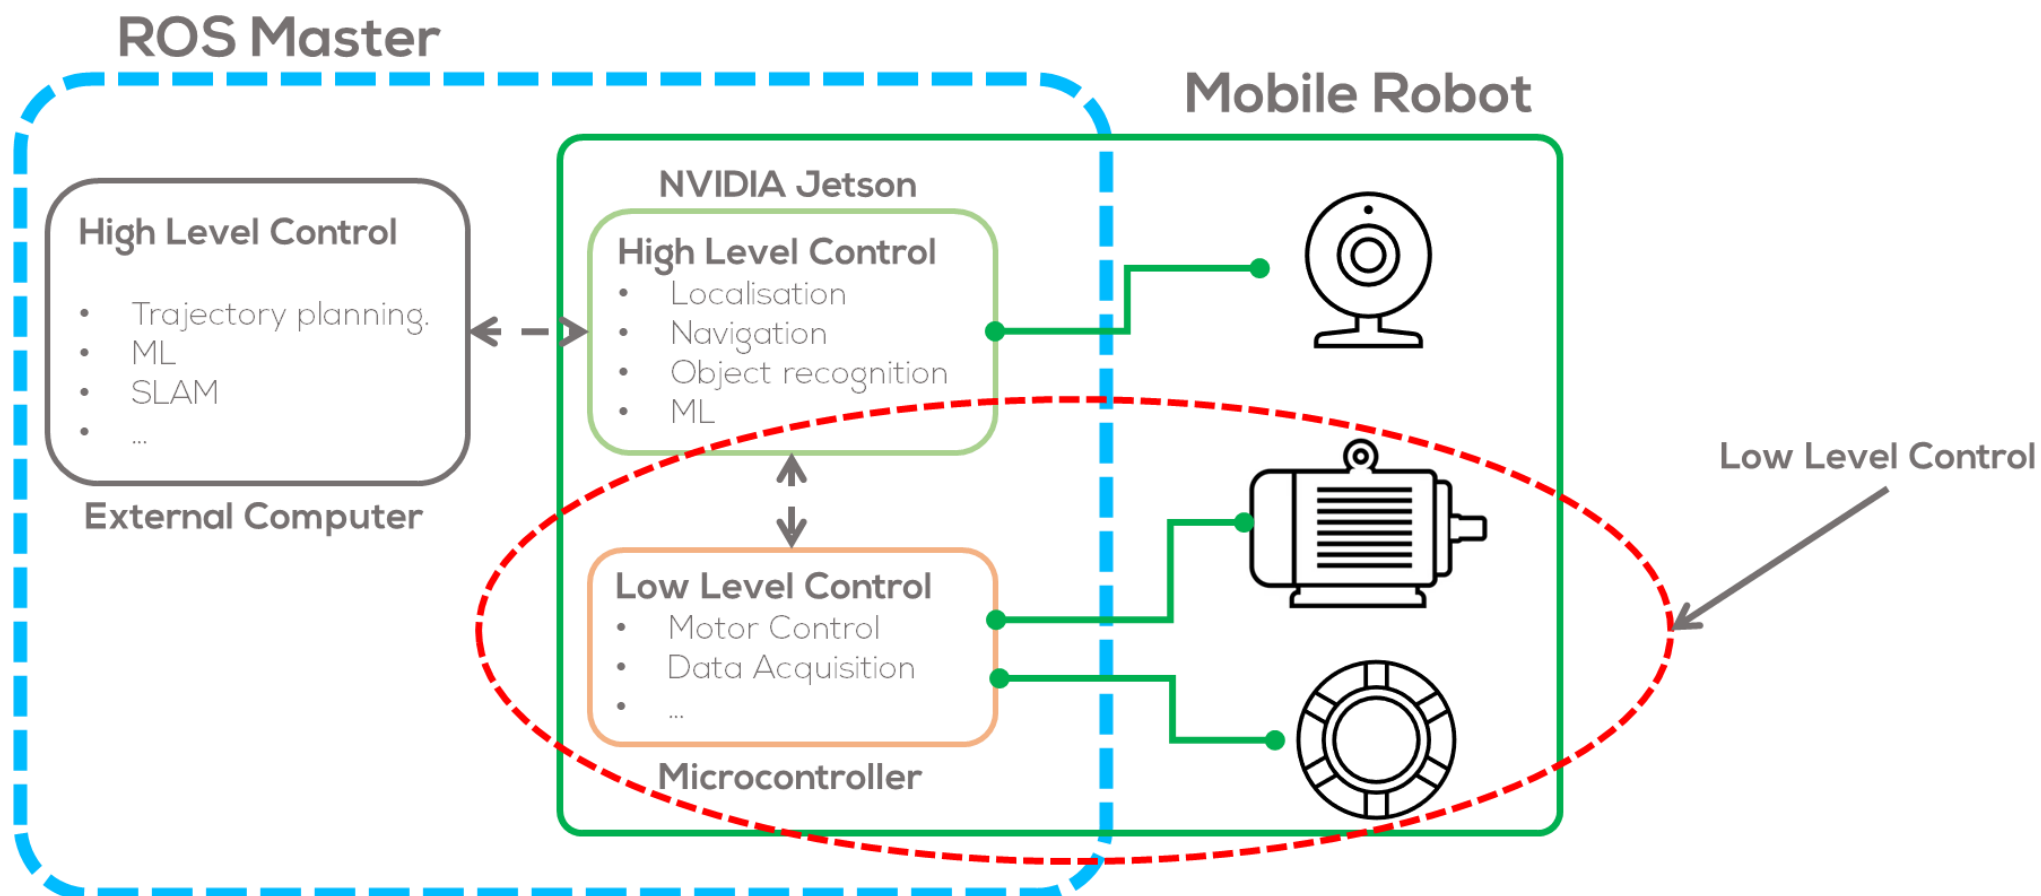 ROS Master
Mobile Robot
High Level Control
• Trajectory planning.
• ML
• SLAM
• ...
External Computer
NVIDIA Jetson
High Level Control
• Localisation
• Navigation
• Object recognition
• ML
Low Level Control
• Motor Control
• Data Acquisition
• ...
Microcontroller
Low Level Control